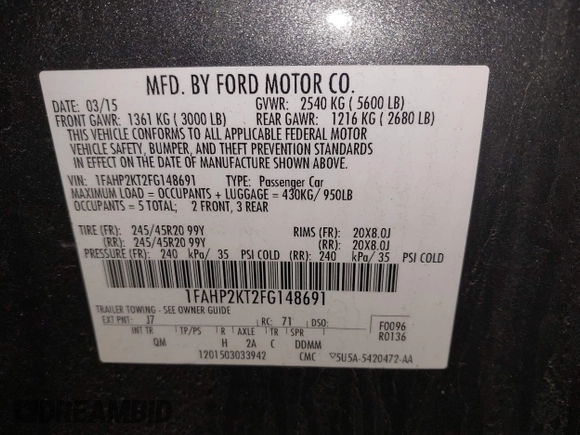 MFD. BY FORD MOTOR CO.
DATE: 03/15 GVWR: 2540 KG ( 5600 LB)
FRONT GAWR: 1361 KG ( 3000 LB) REAR GAWR: 1216 KG ( 2680 LB)
THIS VEHICLE CONFORMS TO ALL APPLICABLE FEDERAL MOTOR
VEHICLE SAFETY, BUMPER, AND THEFT PREVENTION STANDARDS
IN EFFECT ON THE DATE OF MANUFACTURE SHOWN ABOVE.
VIN: 1FAHP2KT2FG148691 TYPE: Passenger Car
MAXIMUM LOAD = OCCUPANTS + LUGGAGE = 430KG/ 950LB
OCCUPANTS = 5 TOTAL; 2 FRONT, 3 REAR
TIRE (FR): 245/45R20 99Y RIMS (FR): 20X8.0J
(RR): 245/45R20 99Y (RR): 20X8.0J
PRESSURE (FR): 240 kPa/ 35 PSI COLD (RR): 240 kPa/ 35 PSI COLD
1FAHP2KT2FG148691
TRAILER TOWING - SEE OWNER GUIDE
EXT PNT: J7 RC: 71 DSO: F0096
INT TR TP/PS R AXLE TR SPR R0136
QM H 2A C DDMM
1201503033942 CMC 5U5A-5420472-AA
DREAMBID